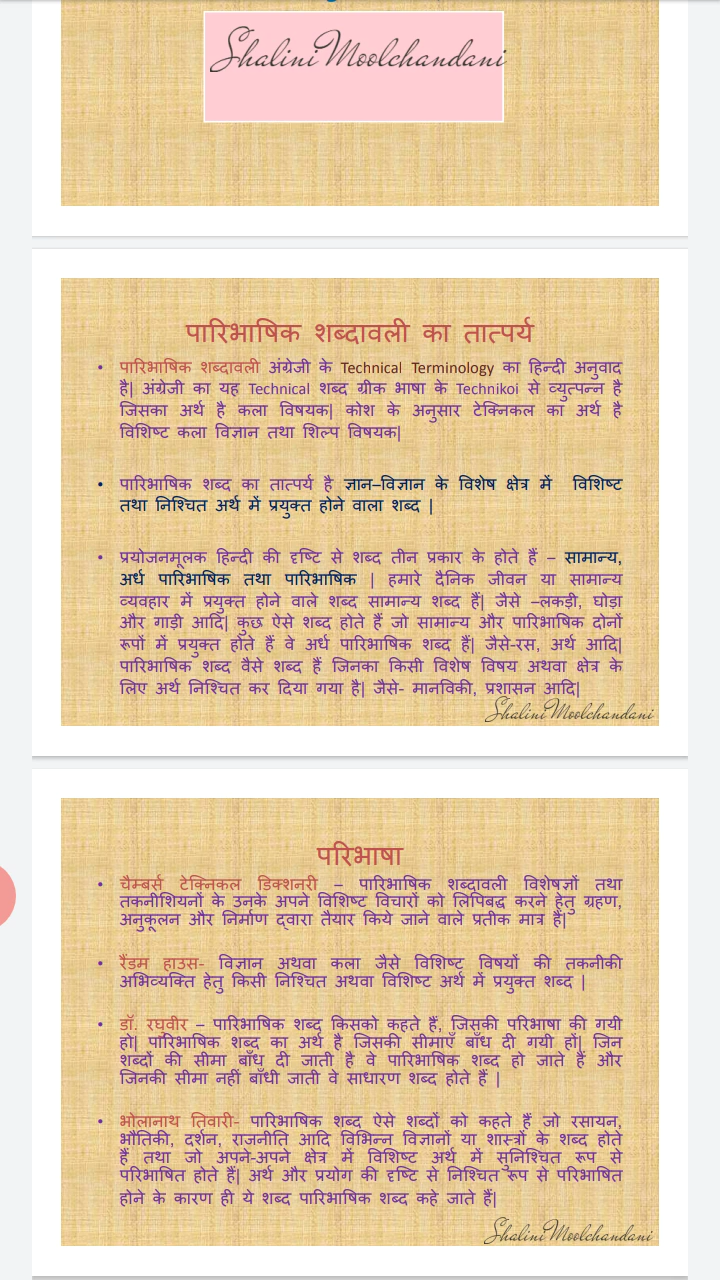 Shalini Moolchandani
पारिभाषिक शब्दावली का तात्पर्य
• पारिभाषिक शब्दावली अंग्रेजी के Technical Terminology का हिन्दी अनुवाद
है| अंग्रेजी का यह Technical शब्द ग्रीक भाषा के Technikoi से व्युत्पन्न है
जिसका अर्थ है कला विषयक| कोश के अनुसार टेक्निकल का अर्थ है
विशिष्ट कला विज्ञान तथा शिल्प विषयक|
• पारिभाषिक शब्द का तात्पर्य है ज्ञान–विज्ञान के विशेष क्षेत्र में विशिष्ट
तथा निश्चित अर्थ में प्रयुक्त होने वाला शब्द |
• प्रयोजनमूलक हिन्दी की दृष्टि से शब्द तीन प्रकार के होते हैं – सामान्य,
अर्ध पारिभाषिक तथा पारिभाषिक | हमारे दैनिक जीवन या सामान्य
व्यवहार में प्रयुक्त होने वाले शब्द सामान्य शब्द हैं| जैसे –लकड़ी, घोड़ा
और गाड़ी आदि| कुछ ऐसे शब्द होते हैं जो सामान्य और पारिभाषिक दोनों
रूपों में प्रयुक्त होते हैं वे अर्ध पारिभाषिक शब्द हैं| जैसे-रस, अर्थ आदि|
पारिभाषिक शब्द वैसे शब्द हैं जिनका किसी विशेष विषय अथवा क्षेत्र के
लिए अर्थ निश्चित कर दिया गया है| जैसे- मानविकी, प्रशासन आदि|
Shalini Moolchandani
परिभाषा
• चैम्बर्स टेक्निकल डिक्शनरी – पारिभाषिक शब्दावली विशेषज्ञों तथा
तकनीशियनों के उनके अपने विशिष्ट विचारों को लिपिबद्ध करने हेतु ग्रहण,
अनुकूलन और निर्माण द्वारा तैयार किये जाने वाले प्रतीक मात्र हैं|
• रैंडम हाउस- विज्ञान अथवा कला जैसे विशिष्ट विषयों की तकनीकी
अभिव्यक्ति हेतु किसी निश्चित अथवा विशिष्ट अर्थ में प्रयुक्त शब्द |
• डॉ. रघुवीर – पारिभाषिक शब्द किसको कहते हैं, जिसकी परिभाषा की गयी
हो| पारिभाषिक शब्द का अर्थ है जिसकी सीमाएँ बाँध दी गयी हों| जिन
शब्दों की सीमा बाँध दी जाती है वे पारिभाषिक शब्द हो जाते हैं और
जिनकी सीमा नहीं बाँधी जाती वे साधारण शब्द होते हैं |
• भोलानाथ तिवारी- पारिभाषिक शब्द ऐसे शब्दों को कहते हैं जो रसायन,
भौतिकी, दर्शन, राजनीति आदि विभिन्न विज्ञानों या शास्त्रों के शब्द होते
हैं तथा जो अपने-अपने क्षेत्र में विशिष्ट अर्थ में सुनिश्चित रूप से
परिभाषित होते हैं| अर्थ और प्रयोग की दृष्टि से निश्चित रूप से परिभाषित
होने के कारण ही ये शब्द पारिभाषिक शब्द कहे जाते हैं|
Shalini Moolchandani